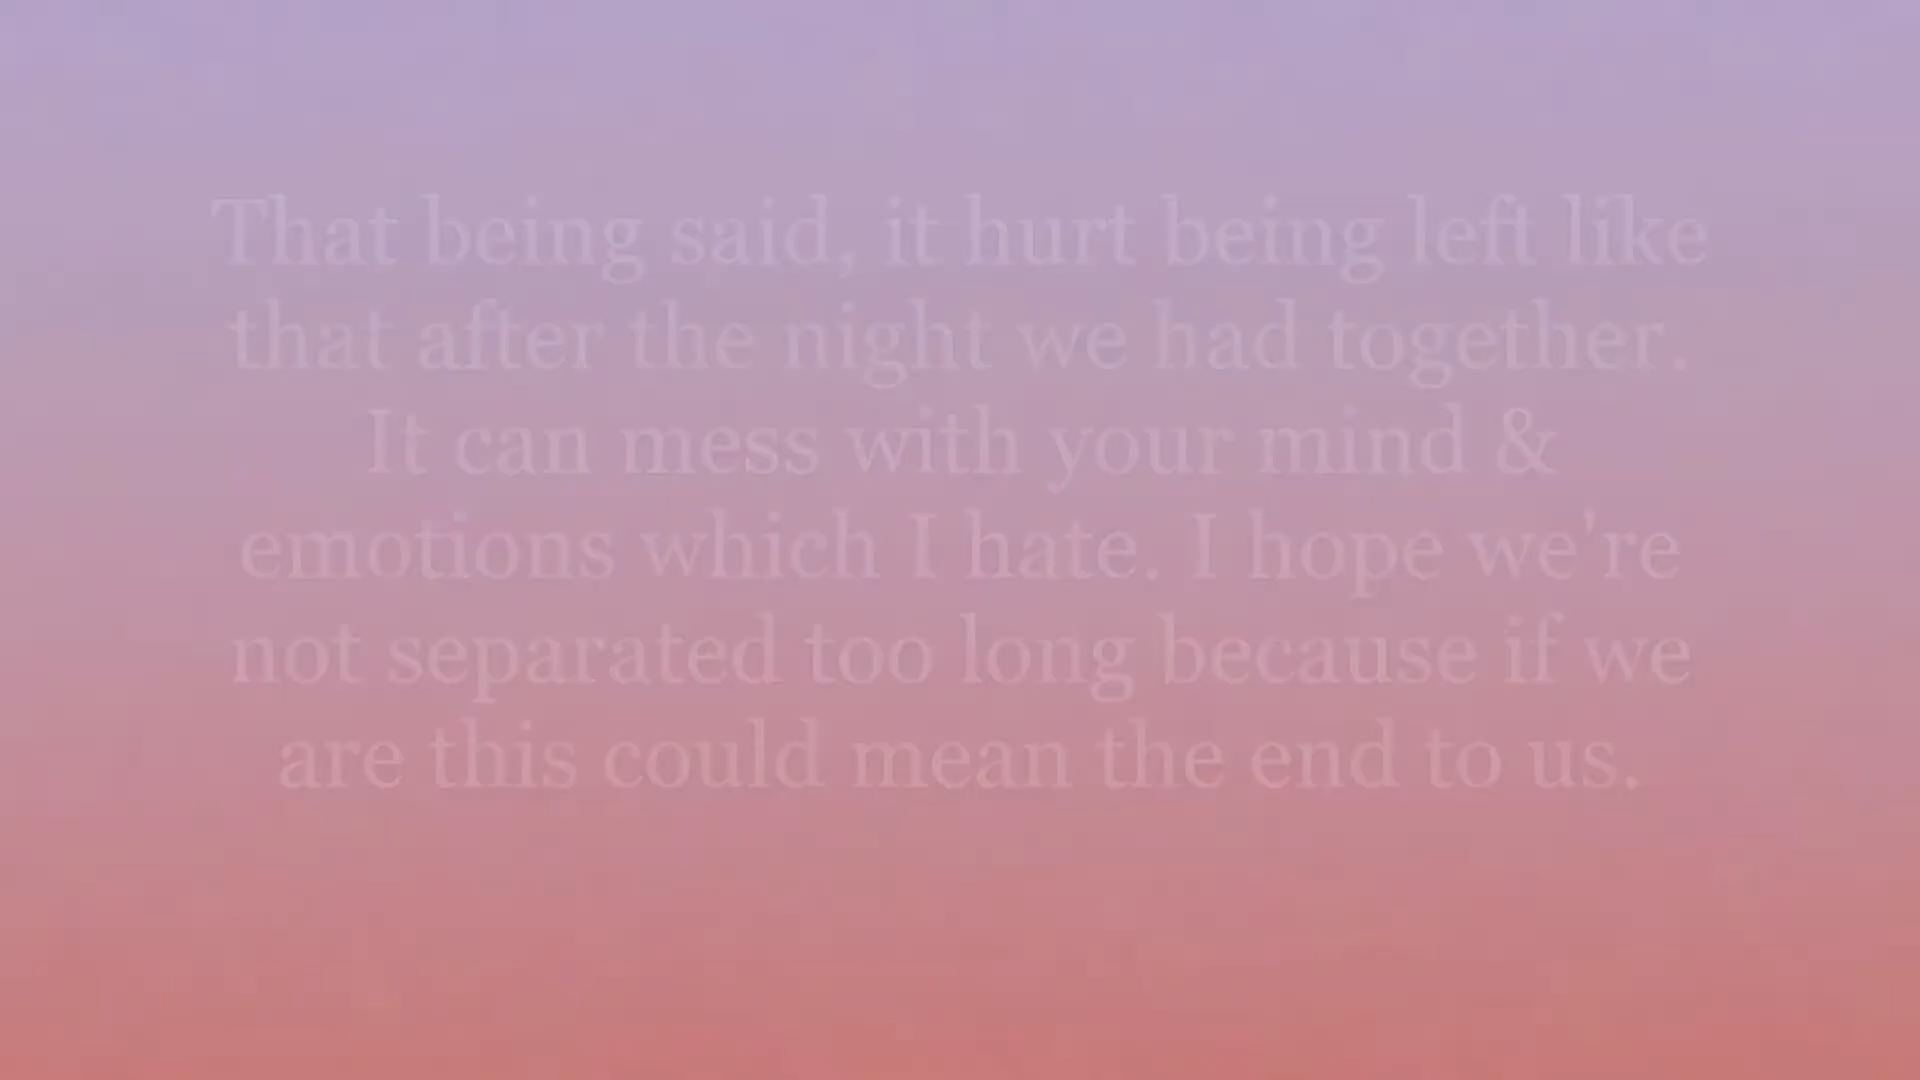 That being said, it hurt being left like
that after the night we had together.
It can mess with your mind &
emotions which I hate. I hope we're
not separated too long because if we
are this could mean the end to us.